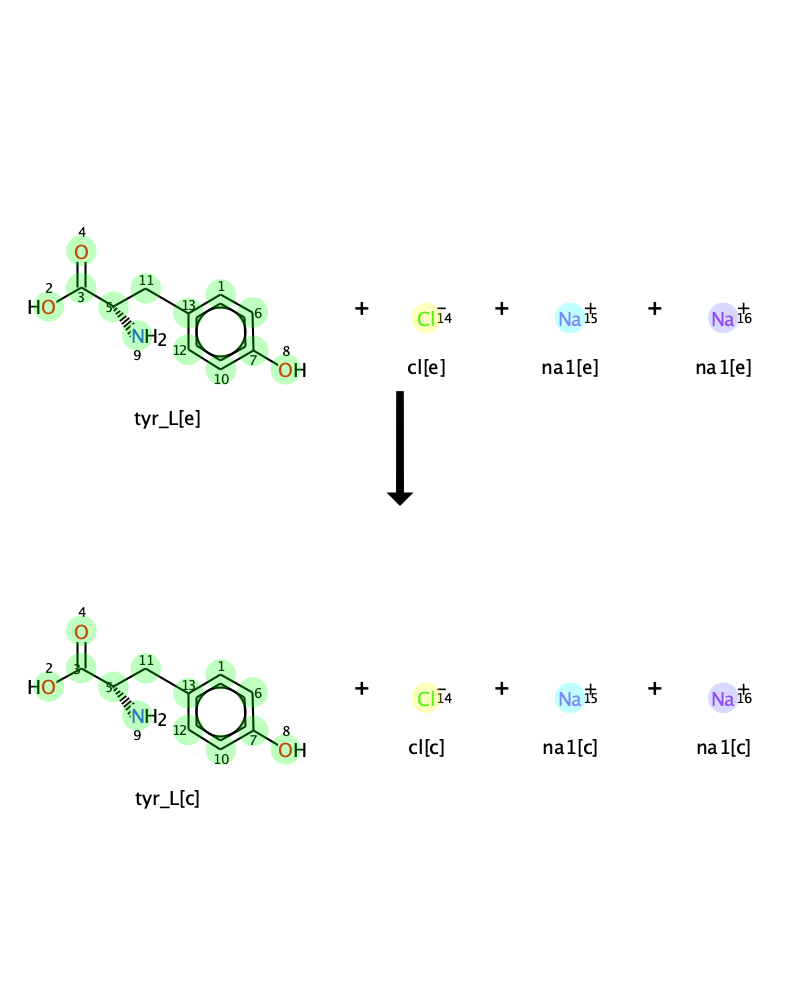 4
O
2
HO
3
5
11
NH2
9
13
1
6
12
10
7
8
OH
tyr_L[e]
+
Cl − 14
cl[e]
+
Na + 15
na1[e]
+
Na + 16
na1[e]
4
O
2
HO
3
5
11
NH2
9
13
1
6
12
10
7
8
OH
tyr_L[c]
+
Cl − 14
cl[c]
+
Na + 15
na1[c]
+
Na + 16
na1[c]